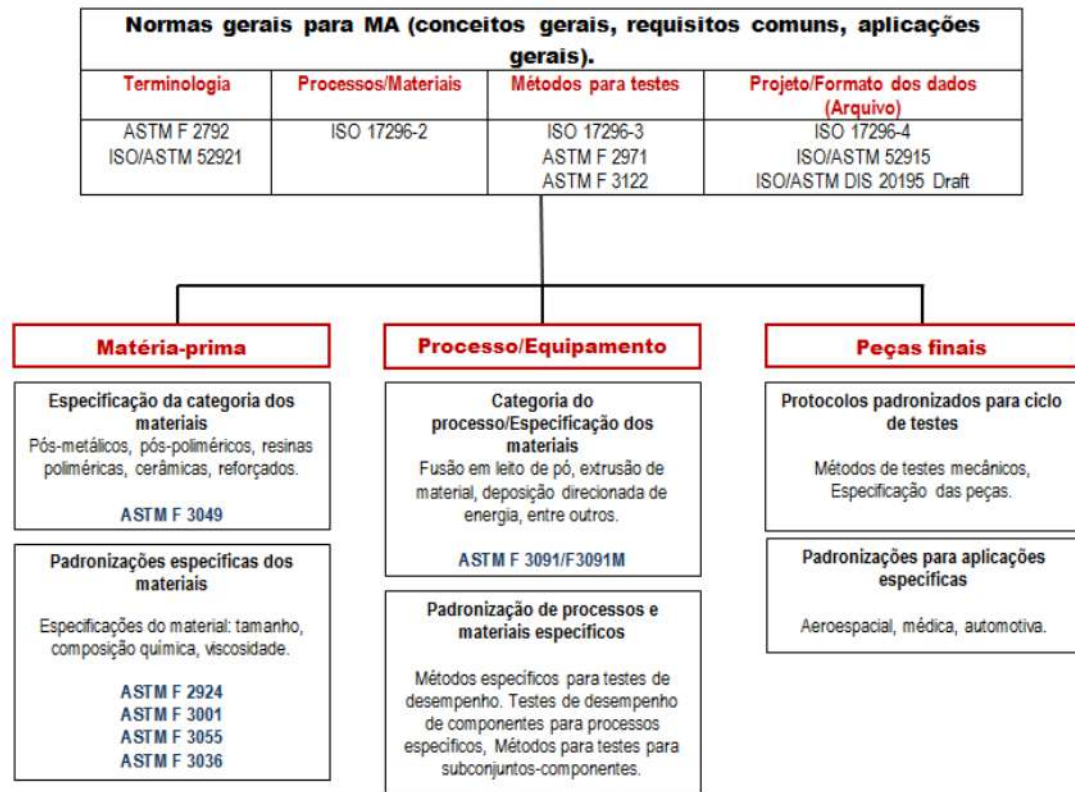 Normas gerais para MA (conceitos gerais, requisitos comuns, aplicações
gerais).
Terminologia
ASTM F 2792
ISO/ASTM 52921
Processos/Materiais
ISO 17296-2
Métodos para testes
ISO 17296-3
ASTM F 2971
ASTM F 3122
Projeto/Formato dos dados
(Arquivo)
ISO 17296-4
ISO/ASTM 52915
ISO/ASTM DIS 20195 Draft
Matéria-prima
Especificação da categoria dos
materiais
Pós-metálicos, pós-poliméricos, resinas
poliméricas, cerâmicas, reforçados.
ASTM F 3049
Padronizações específicas dos
materiais
Especificações do material: tamanho,
composição química, viscosidade.
ASTM F 2924
ASTM F 3001
ASTM F 3055
ASTM F 3036
Processo/Equipamento
Categoria do
processo/Especificação dos
materiais
Fusão em leito de pó, extrusão de
material, deposição direcionada de
energia, entre outros.
ASTM F 3091/F3091M
Padronização de processos e
materiais específicos
Métodos específicos para testes de
desempenho. Testes de desempenho
de componentes para processos
específicos, Métodos para testes para
subconjuntos-componentes.
Peças finais
Protocolos padronizados para ciclo
de testes
Métodos de testes mecânicos,
Especificação das peças.
Padronizações para aplicações
específicas
Aeroespacial, médica, automotiva.